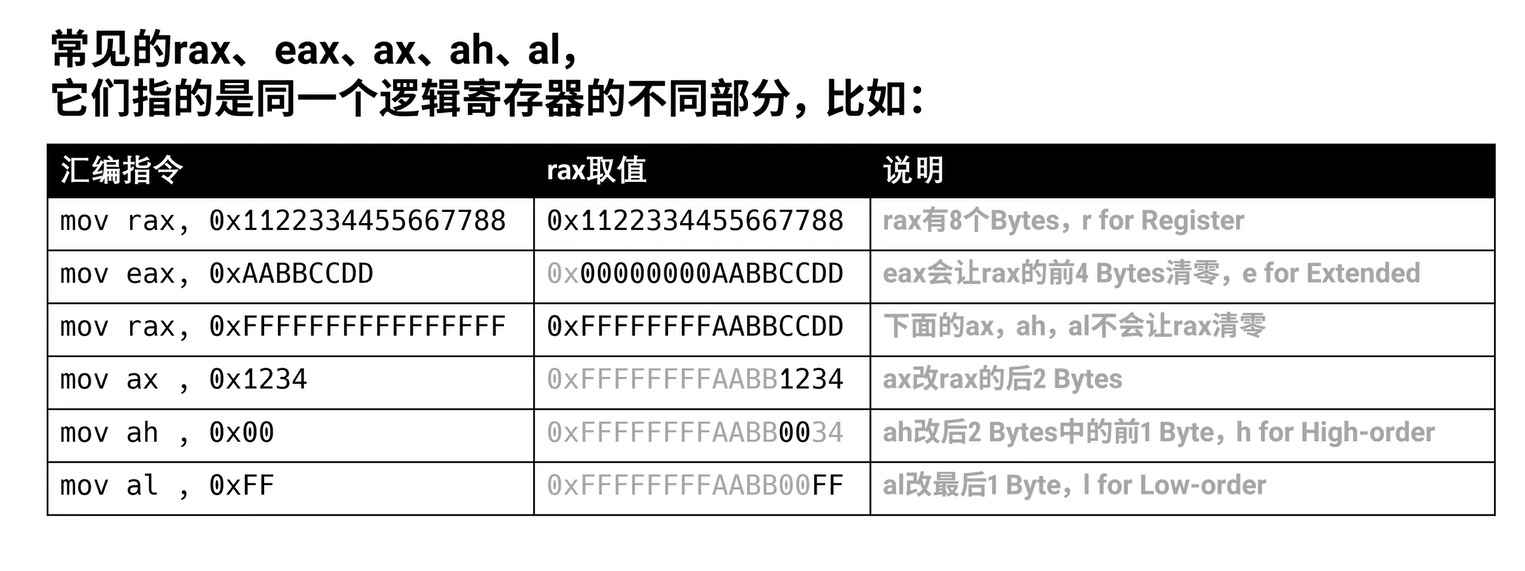 常见的rax、eax、ax、ah、al，
它们指的是同一个逻辑寄存器的不同部分，比如：
汇编指令 rax取值 说明
mov rax, 0x1122334455667788 0x1122334455667788 rax有8个Bytes，r for Register
mov eax, 0xAABBCCDD 0x00000000AABBCCDD eax会让rax的前4 Bytes清零，e for Extended
mov rax, 0xFFFFFFFFFFFFFFFF 0xFFFFFFFFAABBCCDD 下面的ax，ah，al不会让rax清零
mov ax , 0x1234 0xFFFFFFFFAABB1234 ax改rax的后2 Bytes
mov ah , 0x00 0xFFFFFFFFAABB0034 ah改后2 Bytes中的前1 Byte，h for High-order
mov al , 0xFF 0xFFFFFFFFAABB00FF al改最后1 Byte，l for Low-order